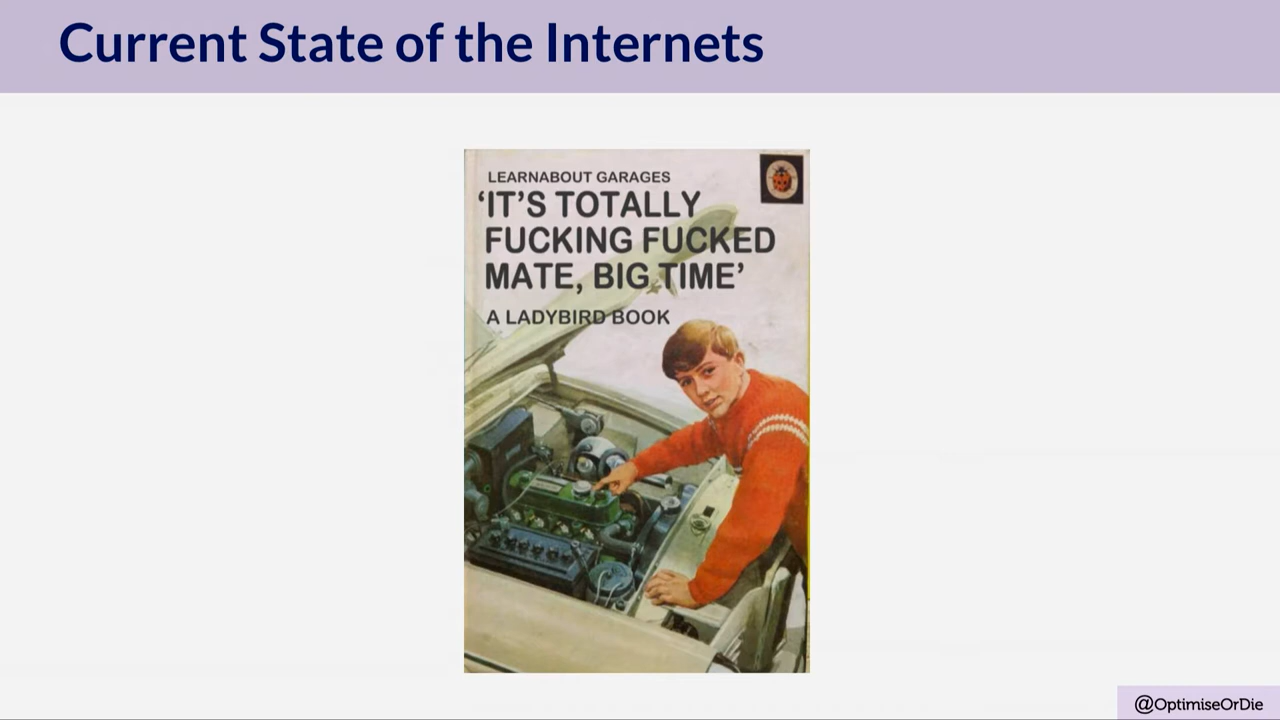 Current State of the Internets
LEARNABOUT GARAGES
‘IT’S TOTALLY
FUCKING FUCKED
MATE, BIG TIME’
A LADYBIRD BOOK
@OptimiseOrDie